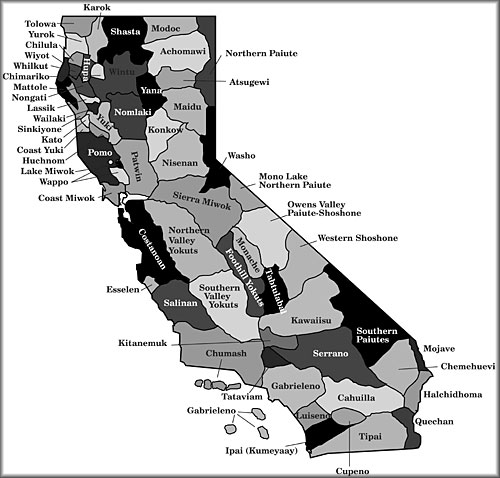 Karok
Tolowa
Yurok
Chilula
Wiyot
Whilkut
Chimariko
Mattole
Nongati
Lassik
Wailaki
Sinkiyone
Kato
Coast Yuki
Huchnom
Lake Miwok
Wappo
Coast Miwok
Shasta
Modoc
Achomawi
Northern Paiute
Hupa
Wintu
Yana
Atsugewi
Nomlaki
Maidu
Yuki
Konkow
Pomo
Patwin
Nisenan
Washo
Mono Lake
Northern Paiute
Sierra Miwok
Owens Valley
Paiute-Shoshone
Northern
Valley
Yokuts
Monache
Western Shoshone
Costanoan
Foothill Yokuts
Tabtulabal
Esselen
Salinan
Southern
Valley
Yokuts
Kawaiisu
Southern
Paiutes
Kitanemuk
Chumash
Serrano
Mojave
Chemehuevi
Tataviam
Gabrieleno
Cahuilla
Halchidhoma
Gabrieleno
Luiseno
Quechan
Ipai (Kumeyaay)
Tipai
Cupeno